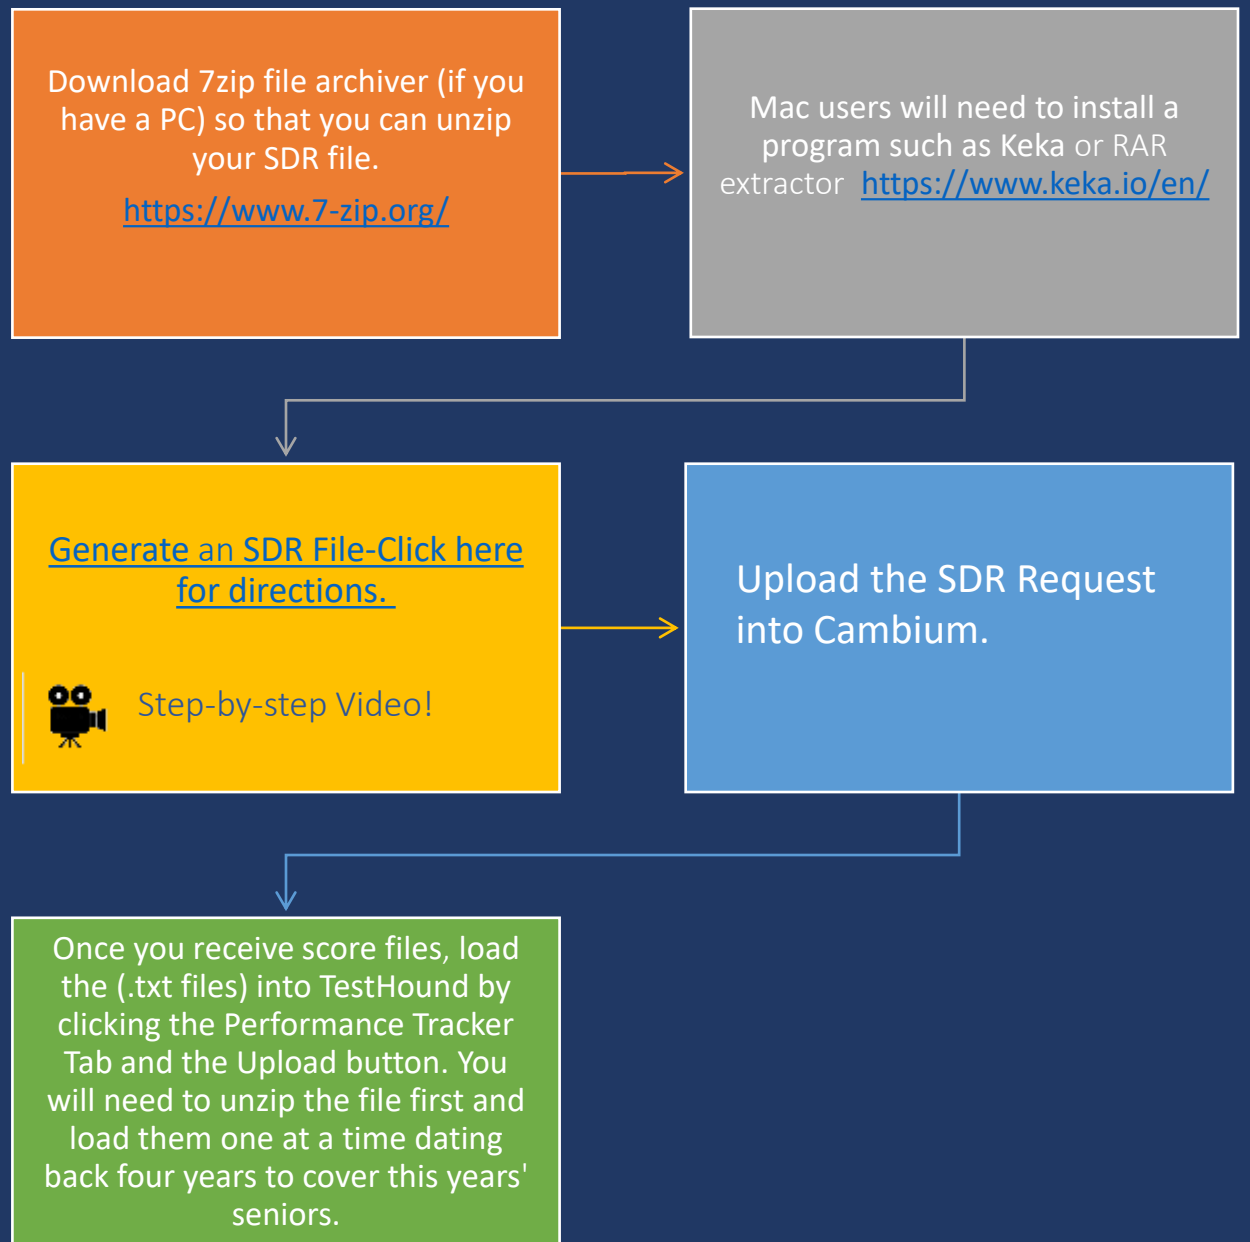 Download 7zip file archiver (if you
have a PC) so that you can unzip
your SDR file.
https://www.7-zip.org/
Mac users will need to install a
program such as Keka or RAR
extractor https://www.keka.io/en/
Generate an SDR File-Click here
for directions.
Step-by-step Video!
Upload the SDR Request
into Cambium.
Once you receive score files, load
the (.txt files) into TestHound by
clicking the Performance Tracker
Tab and the Upload button. You
will need to unzip the file first and
load them one at a time dating
back four years to cover this years'
seniors.